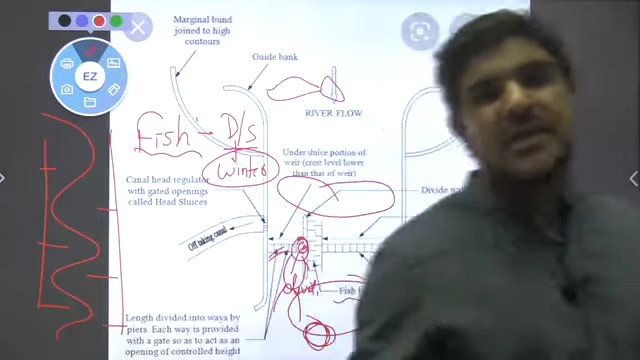 Marginal bund
joined to high
contours
Guide bank
EZ
RIVER FLOW
Fish → D/S
winter
Under sluice portion of
weir (crest level lower
than that of weir)
Canal head
with gated openings
called Head Sluices
Divide
Off taking canal
Fish
Length divided into ways by
piers. Each way is provided
with a gate so as to act as an
opening of controlled height